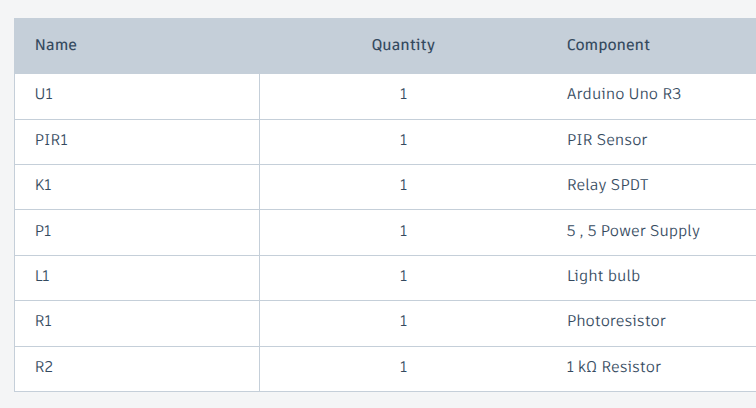 Name Quantity Component
U1 1 Arduino Uno R3
PIR1 1 PIR Sensor
K1 1 Relay SPDT
P1 1 5 , 5 Power Supply
L1 1 Light bulb
R1 1 Photoresistor
R2 1 1 kΩ Resistor